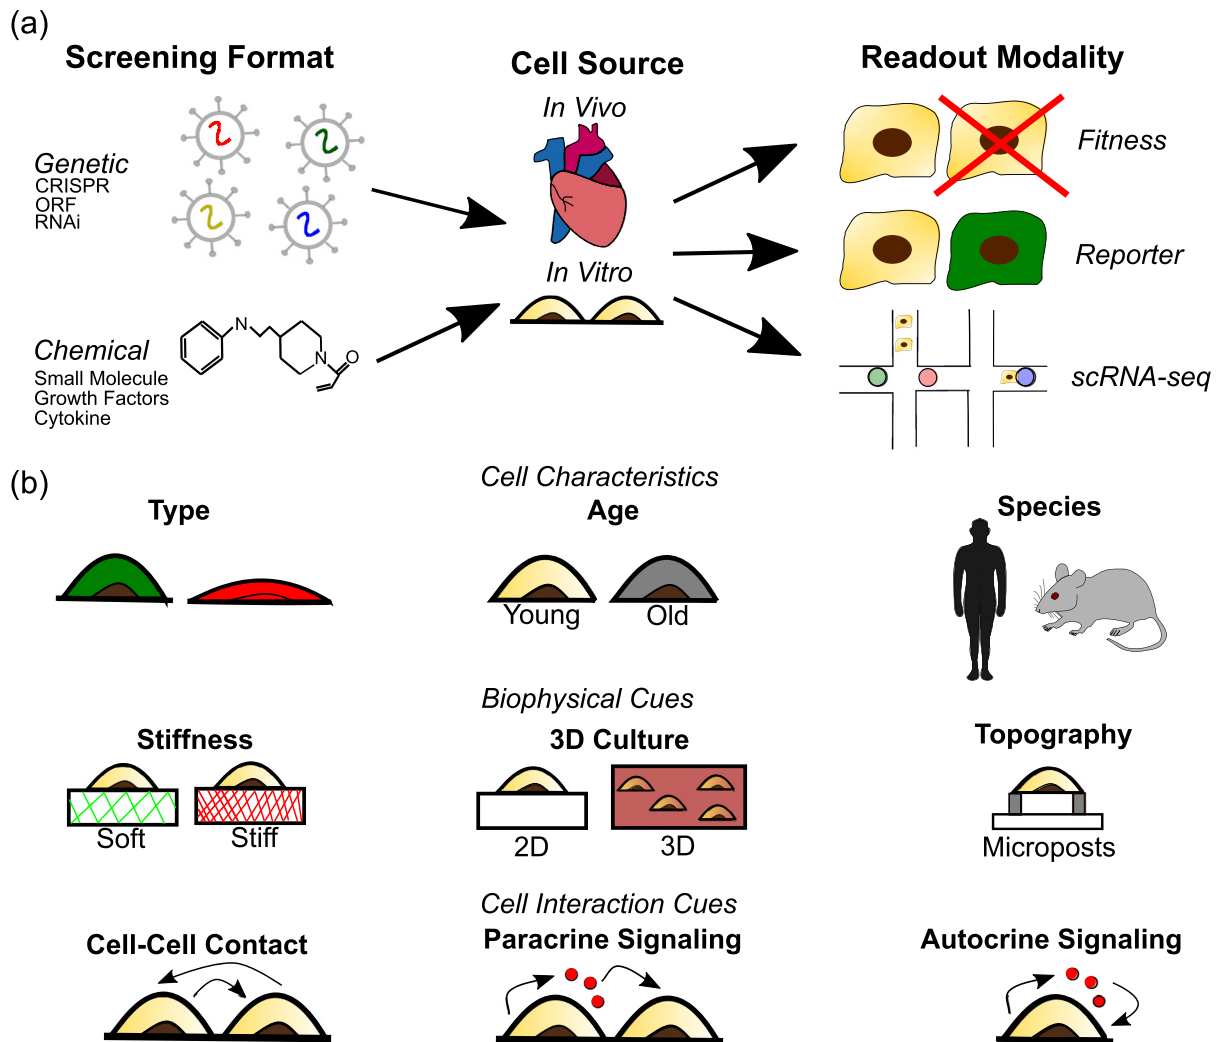 (a)
Screening Format
Cell Source
Readout Modality
In Vivo
Genetic
CRISPR
ORF
RNAi
Fitness
Reporter
In Vitro
Chemical
Small Molecule
Growth Factors
Cytokine
N
N
O
scRNA-seq
(b)
Cell Characteristics
Type
Age
Species
Young
Old
Biophysical Cues
Stiffness
3D Culture
Topography
Soft
Stiff
2D
3D
Microposts
Cell Interaction Cues
Cell-Cell Contact
Paracrine Signaling
Autocrine Signaling